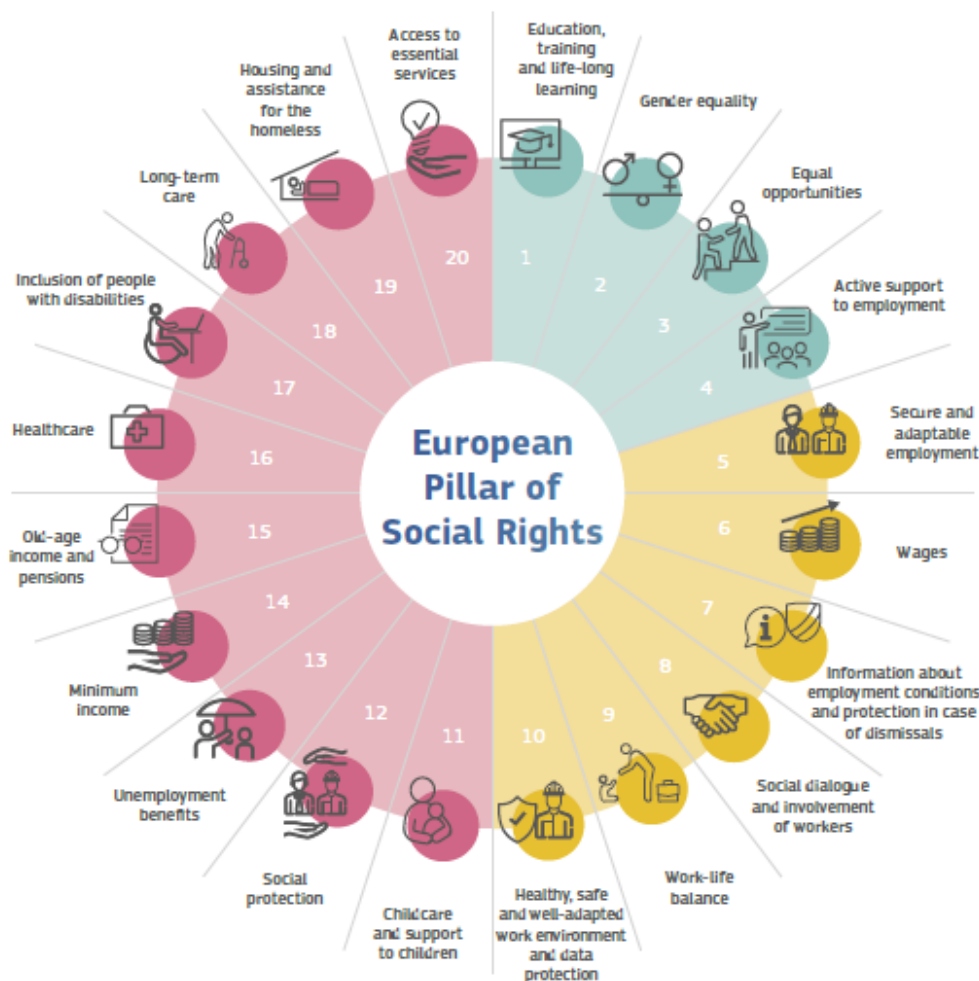 European
Pillar of
Social Rights
1
Education,
training
and life-long
learning
2
Gender equality
3
Equal
opportunities
4
Active support
to employment
5
Secure and
adaptable
employment
6
Wages
7
Information about
employment conditions
and protection in case
of dismissals
8
Social dialogue
and involvement
of workers
9
Work-life
balance
10
Healthy, safe
and well-adapted
work environment
and data
protection
11
Childcare
and support
to children
12
Social
protection
13
Unemployment
benefits
14
Minimum
income
15
Old-age
income and
pensions
16
Healthcare
17
Inclusion of people
with disabilities
18
Long-term
care
19
Housing and
assistance
for the
homeless
20
Access to
essential
services
i